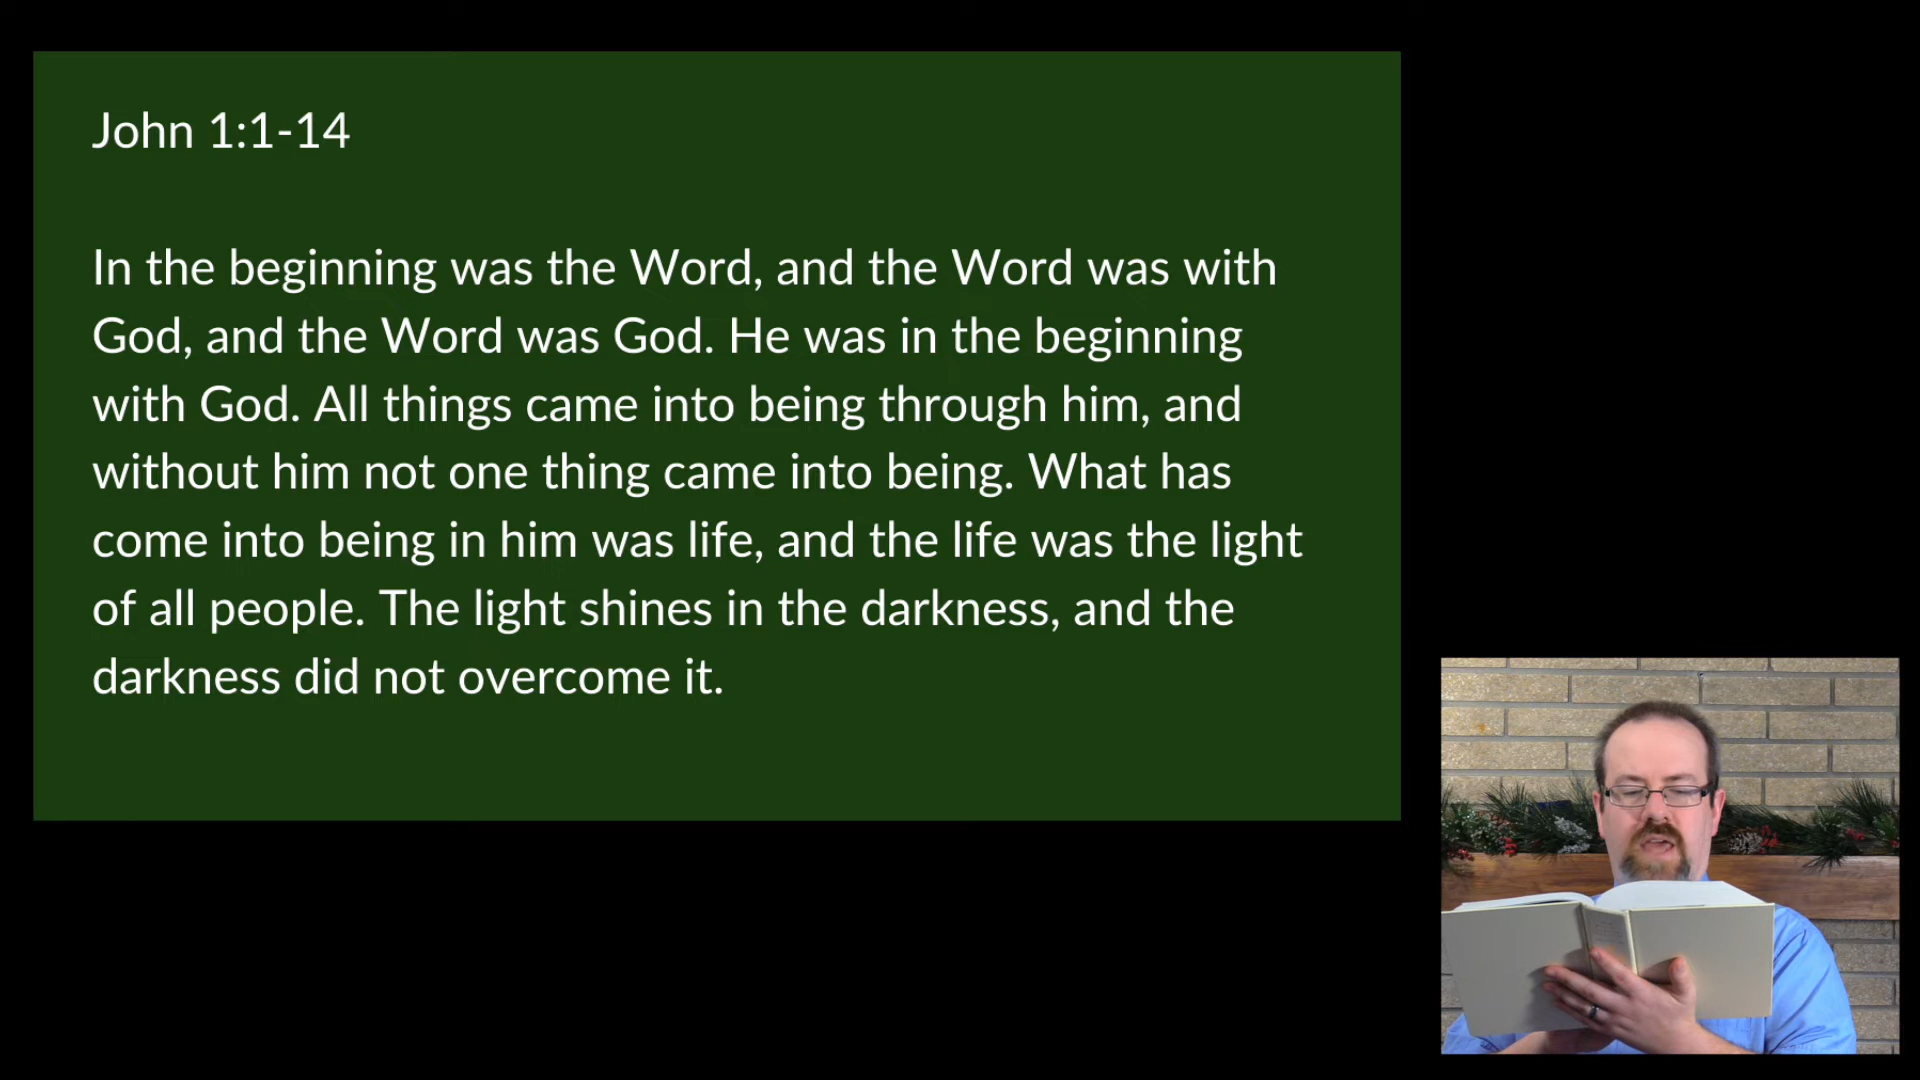 John 1:1-14
In the beginning was the Word, and the Word was with
God, and the Word was God. He was in the beginning
with God. All things came into being through him, and
without him not one thing came into being. What has
come into being in him was life, and the life was the light
of all people. The light shines in the darkness, and the
darkness did not overcome it.